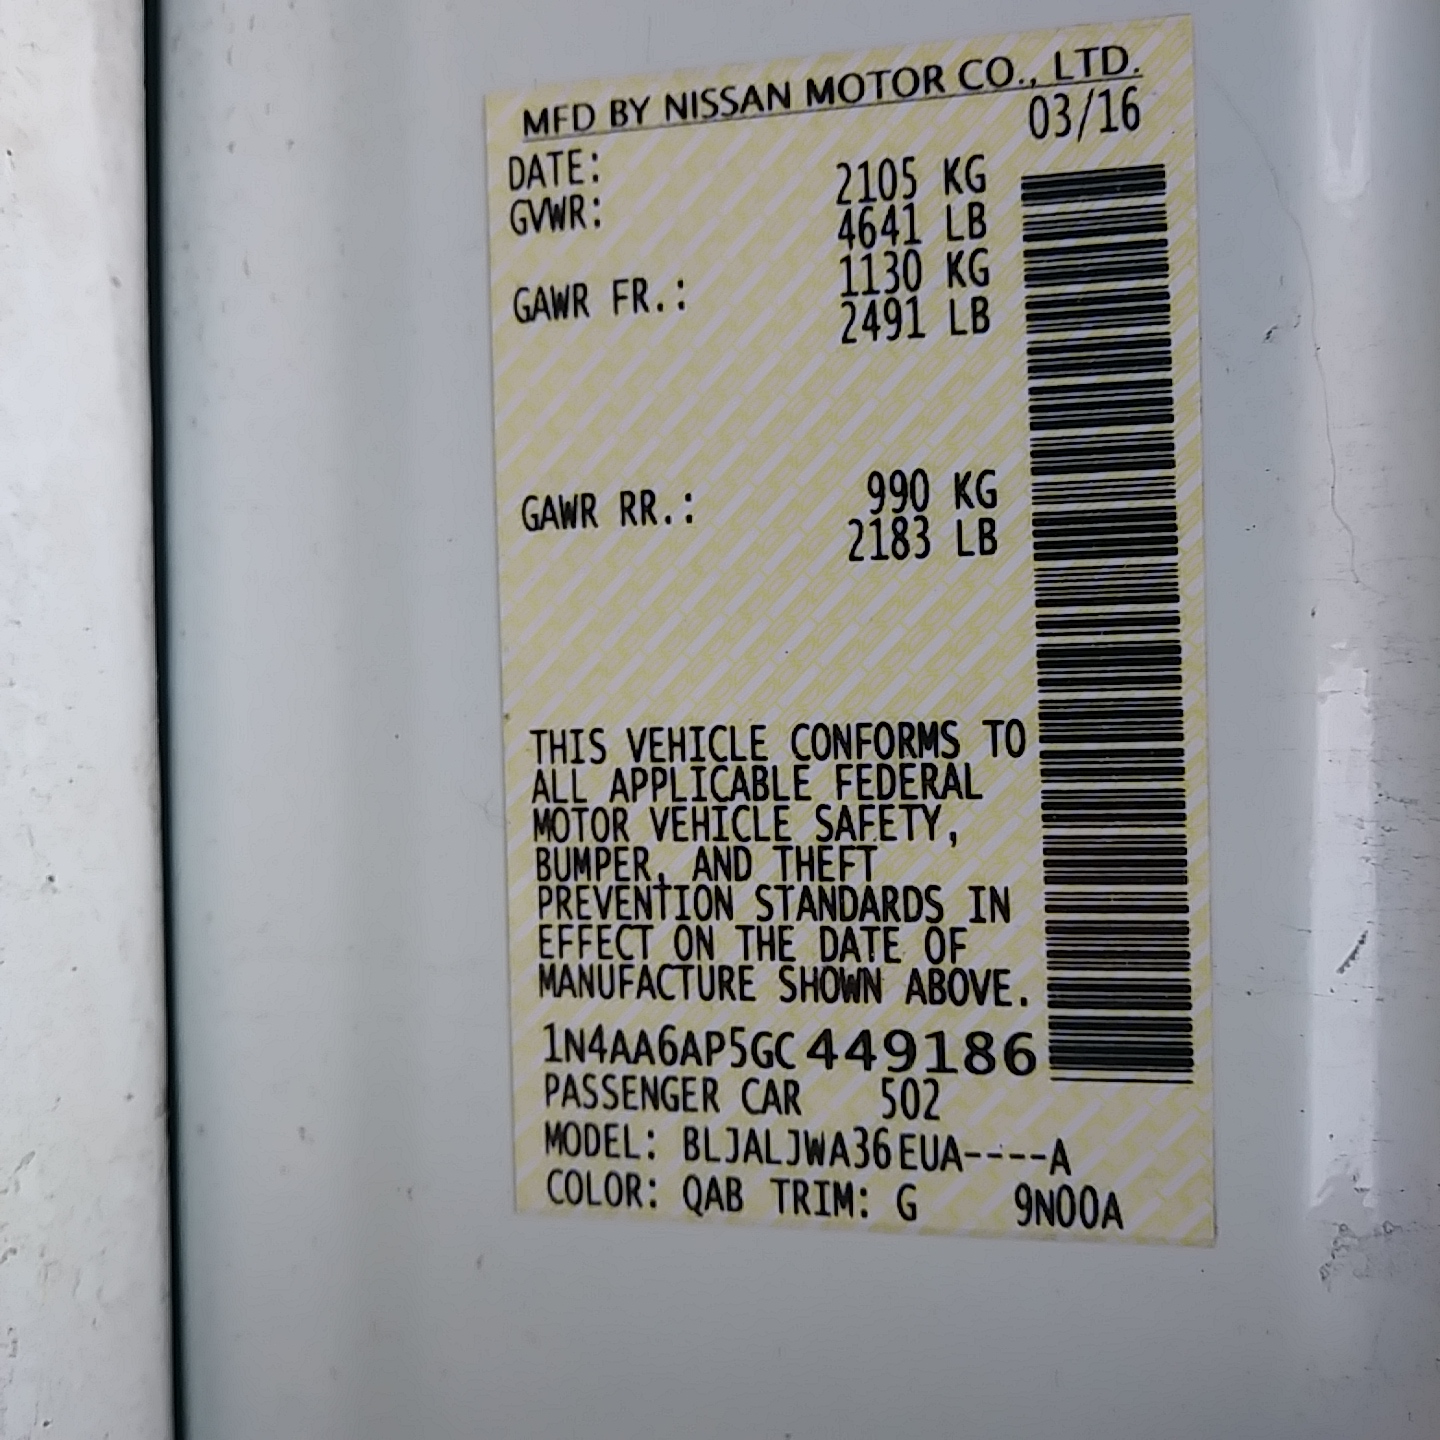 MFD BY NISSAN MOTOR CO., LTD.
DATE: 03/16
GVWR: 2105 KG
4641 LB
GAWR FR.: 1130 KG
2491 LB
GAWR RR.: 990 KG
2183 LB
THIS VEHICLE CONFORMS TO
ALL APPLICABLE FEDERAL
MOTOR VEHICLE SAFETY,
BUMPER, AND THEFT
PREVENTION STANDARDS IN
EFFECT ON THE DATE OF
MANUFACTURE SHOWN ABOVE.
1N4AA6AP5GC449186
PASSENGER CAR 502
MODEL: BLJALJWA36EUA----A
COLOR: QAB TRIM: G 9N00A